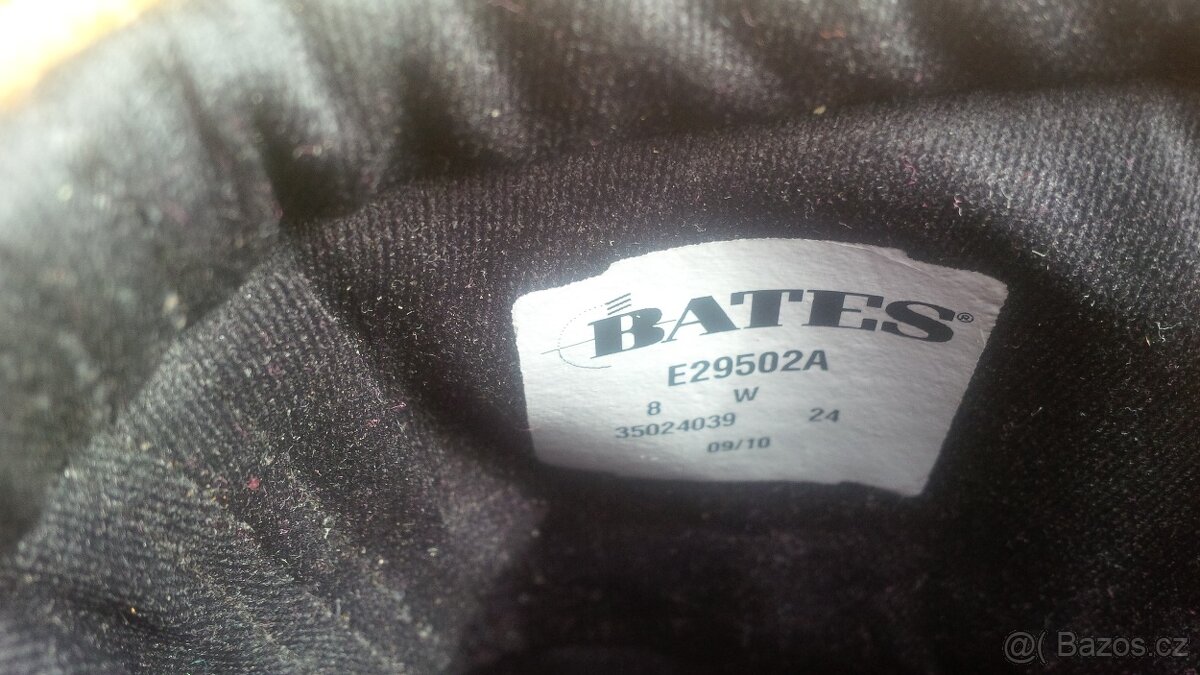 BATES®
E29502A
8 W
35024039 24
09/10
@( Bazos.cz